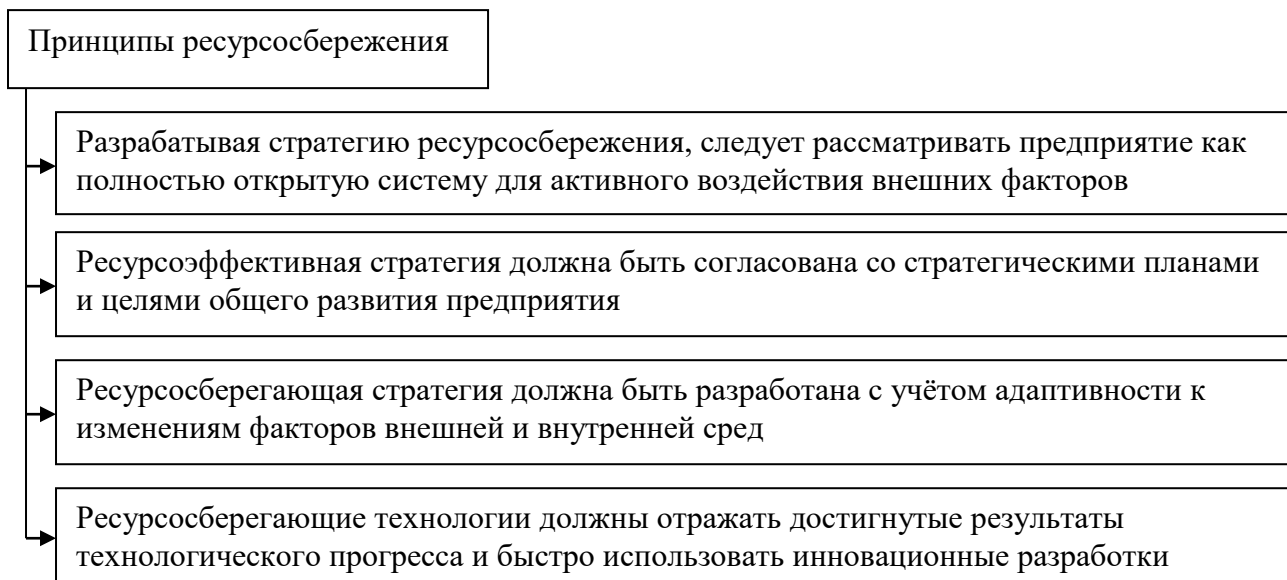 Принципы ресурсосбережения
Разрабатывая стратегию ресурсосбережения, следует рассматривать предприятие как
полностью открытую систему для активного воздействия внешних факторов
Ресурсоэффективная стратегия должна быть согласована со стратегическими планами
и целями общего развития предприятия
Ресурсосберегающая стратегия должна быть разработана с учётом адаптивности к
изменениям факторов внешней и внутренней сред
Ресурсосберегающие технологии должны отражать достигнутые результаты
технологического прогресса и быстро использовать инновационные разработки